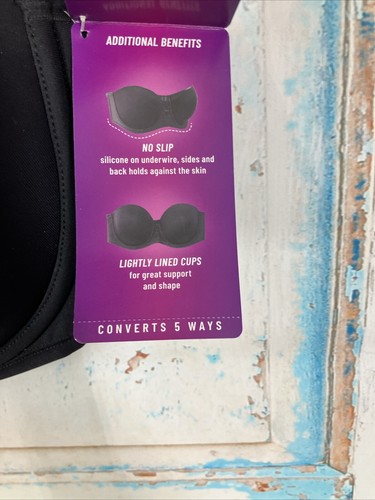 ADDITIONAL BENEFITS
NO SLIP
silicone on underwire, sides and
back holds against the skin
LIGHTLY LINED CUPS
for great support
and shape
CONVERTS 5 WAYS